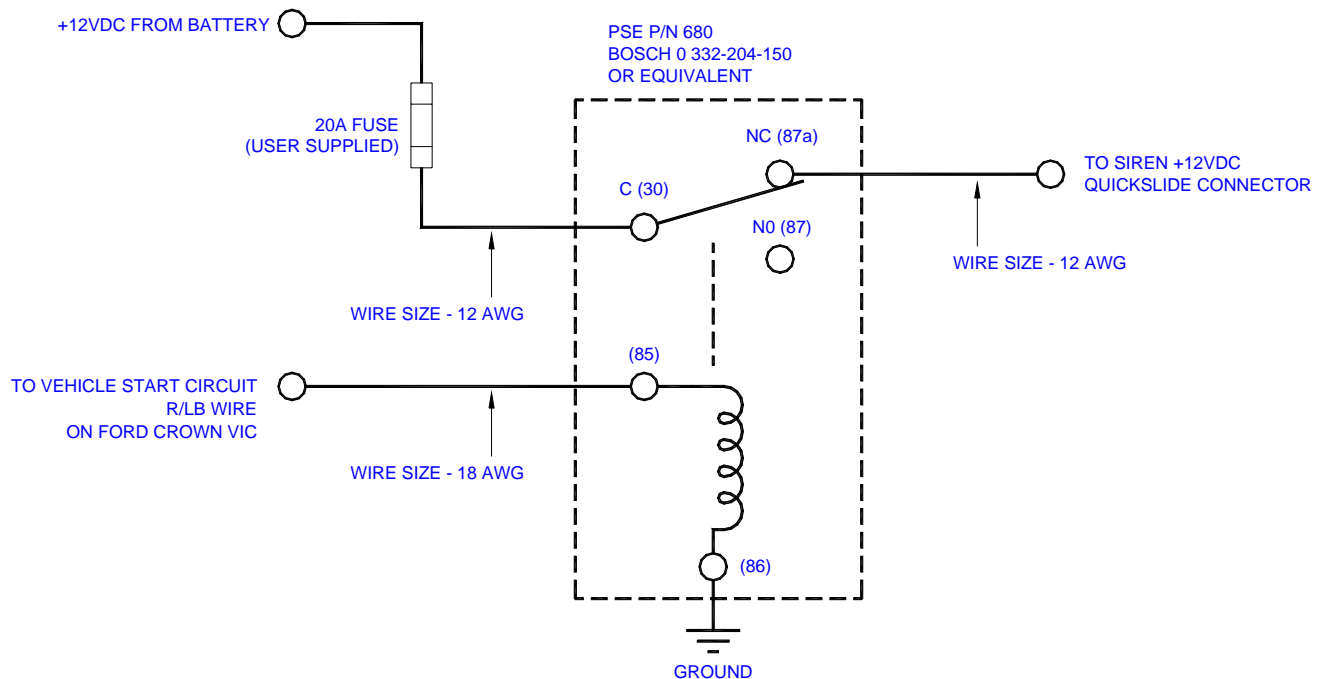 +12VDC FROM BATTERY
PSE P/N 680
BOSCH 0 332-204-150
OR EQUIVALENT
20A FUSE
(USER SUPPLIED)
NC (87a)
TO SIREN +12VDC
QUICKSLIDE CONNECTOR
C (30)
N0 (87)
WIRE SIZE - 12 AWG
WIRE SIZE - 12 AWG
(85)
TO VEHICLE START CIRCUIT
R/LB WIRE
ON FORD CROWN VIC
WIRE SIZE - 18 AWG
(86)
GROUND